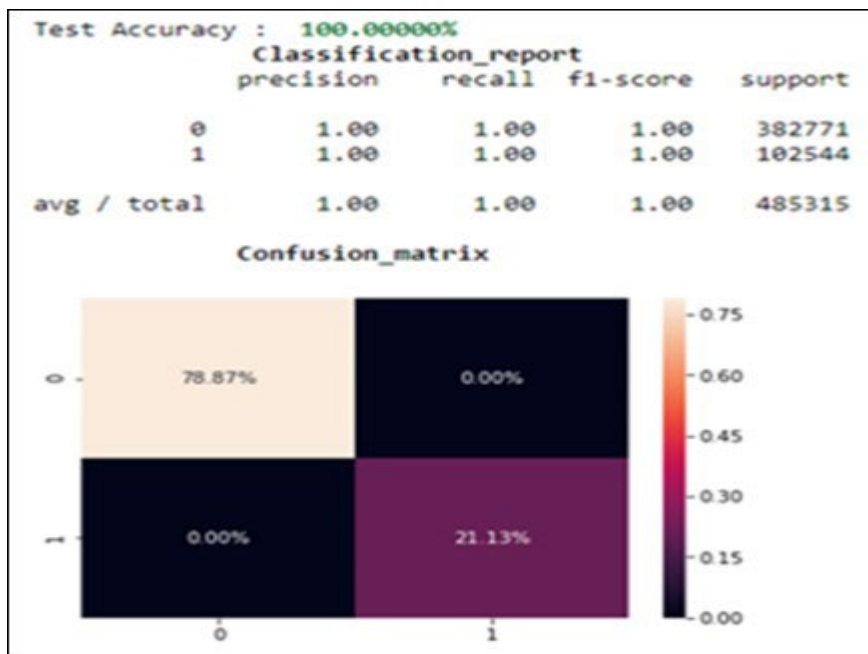 Test Accuracy : 100.00000%
Classification_report
precision recall f1-score support
0 1.00 1.00 1.00 382771
1 1.00 1.00 1.00 102544
avg / total 1.00 1.00 1.00 485315
Confusion_matrix
0 78.87% 0.00%
1 0.00% 21.13%
0 1
0.75
0.60
0.45
0.30
0.15
0.00